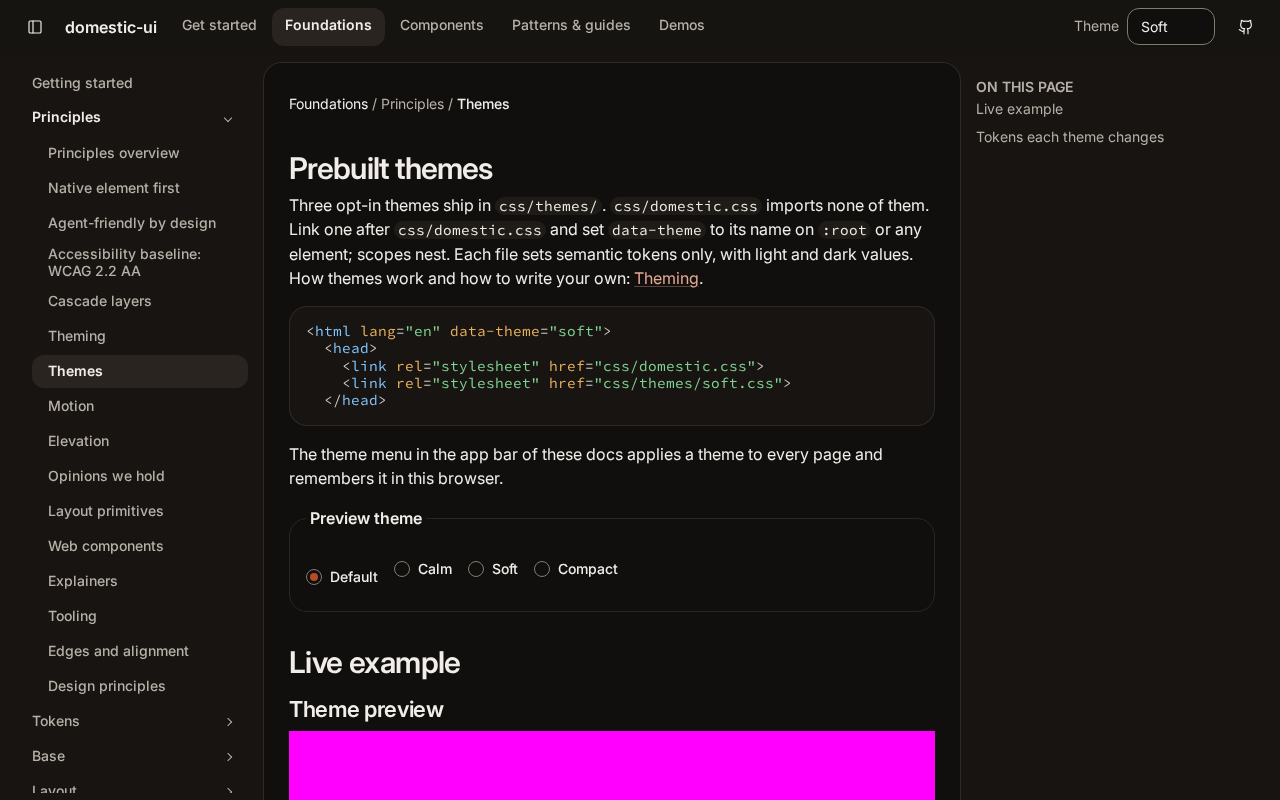 domestic-ui
Get started
Foundations
Components
Patterns & guides
Demos
Theme
Soft
Getting started
Principles
Principles overview
Native element first
Agent-friendly by design
Accessibility baseline:
WCAG 2.2 AA
Cascade layers
Theming
Themes
Motion
Elevation
Opinions we hold
Layout primitives
Web components
Explainers
Tooling
Edges and alignment
Design principles
Tokens
Base
Layout
Foundations / Principles / Themes
Prebuilt themes
Three opt-in themes ship in css/themes/. css/domestic.css imports none of them.
Link one after css/domestic.css and set data-theme to its name on :root or any
element; scopes nest. Each file sets semantic tokens only, with light and dark values.
How themes work and how to write your own: Theming.
<html lang="en" data-theme="soft">
  <head>
    <link rel="stylesheet" href="css/domestic.css">
    <link rel="stylesheet" href="css/themes/soft.css">
  </head>
The theme menu in the app bar of these docs applies a theme to every page and
remembers it in this browser.
Preview theme
Default
Calm
Soft
Compact
Live example
Theme preview
ON THIS PAGE
Live example
Tokens each theme changes